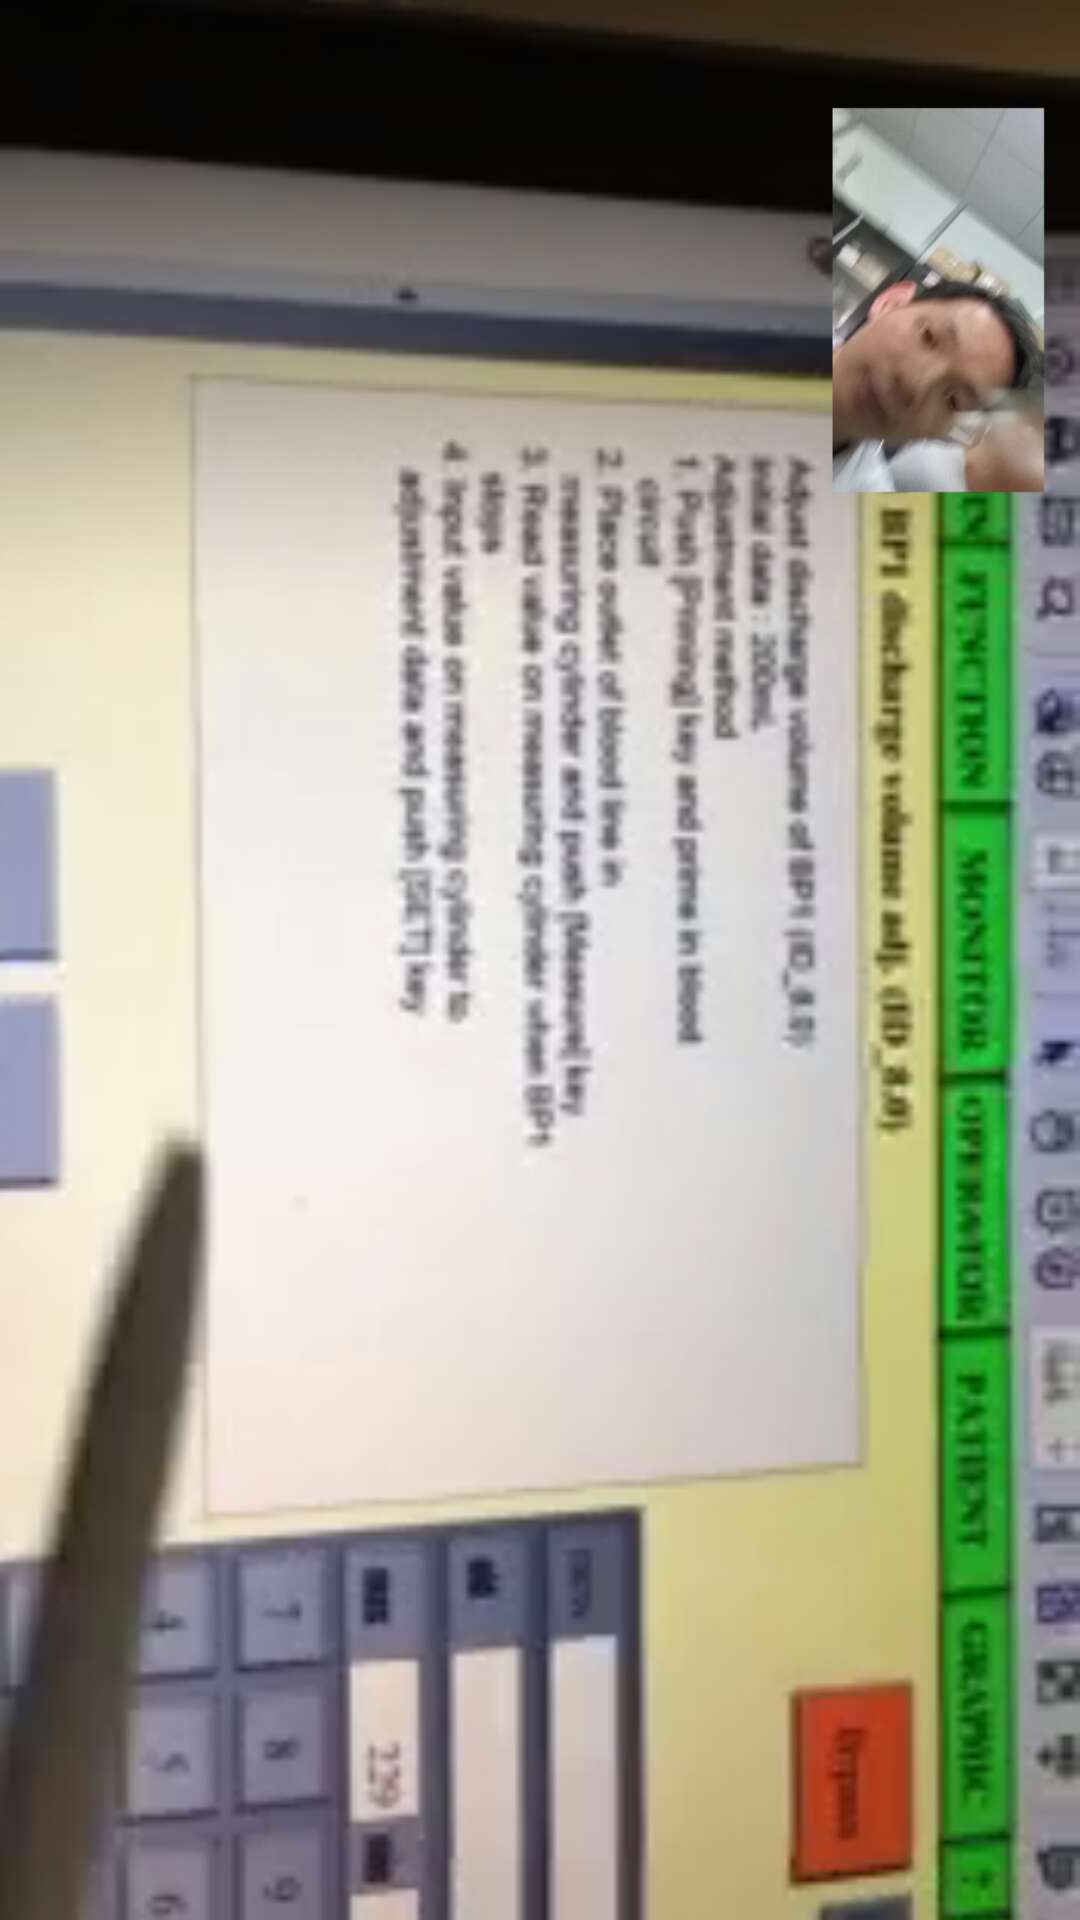 FUNCTION MONITOR OPERATOR PATIENT GRAPHIC ?
BP1 discharge volume adj. (ID_8.0)
Bypass
Adjust discharge volume of BP1 (ID_8.0)
Initial data : 200mL
Adjustment method
1. Push [Priming] key and prime in blood
circuit
2. Place outlet of blood line in
measuring cylinder and push [Measure] key
3. Read value on measuring cylinder when BP1
stops
4. Input value on measuring cylinder to
adjustment data and push [SET] key
229
7 8 9
4 5 6